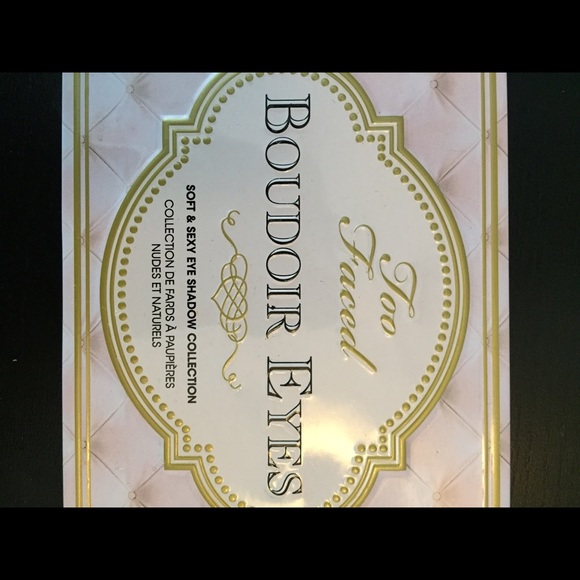 Too
Faced
BOUDOIR EYES
SOFT & SEXY EYE SHADOW COLLECTION
COLLECTION DE FARDS À PAUPIÈRES
NUDES ET NATURELS